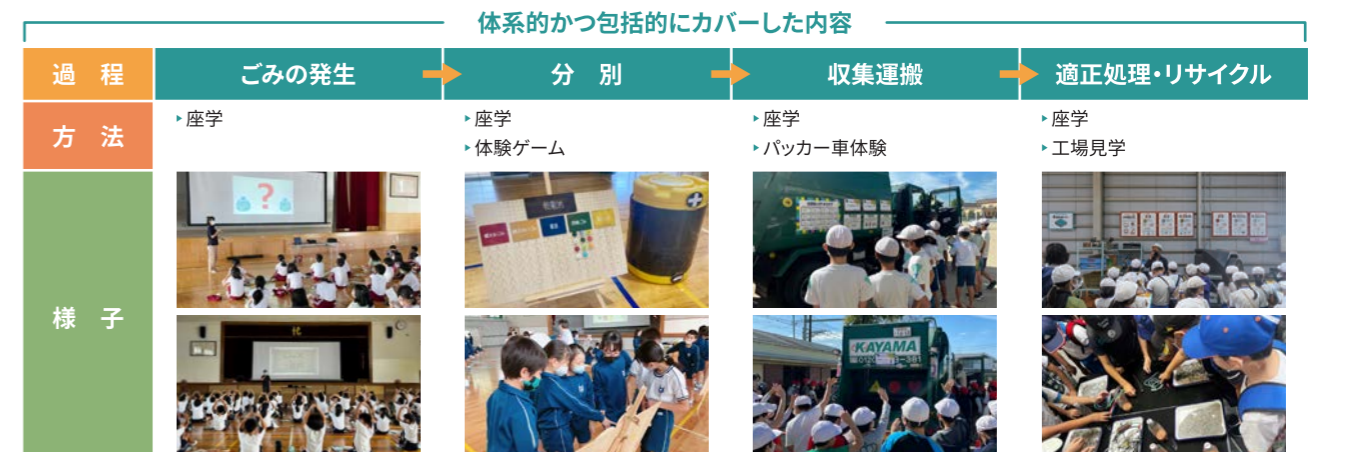 体系的かつ包括的にカバーした内容
過 程
ごみの発生
分 別
収集運搬
適正処理・リサイクル
方 法
座学
座学
体験ゲーム
座学
パッカー車体験
座学
工場見学
様 子
?
KAYAMA